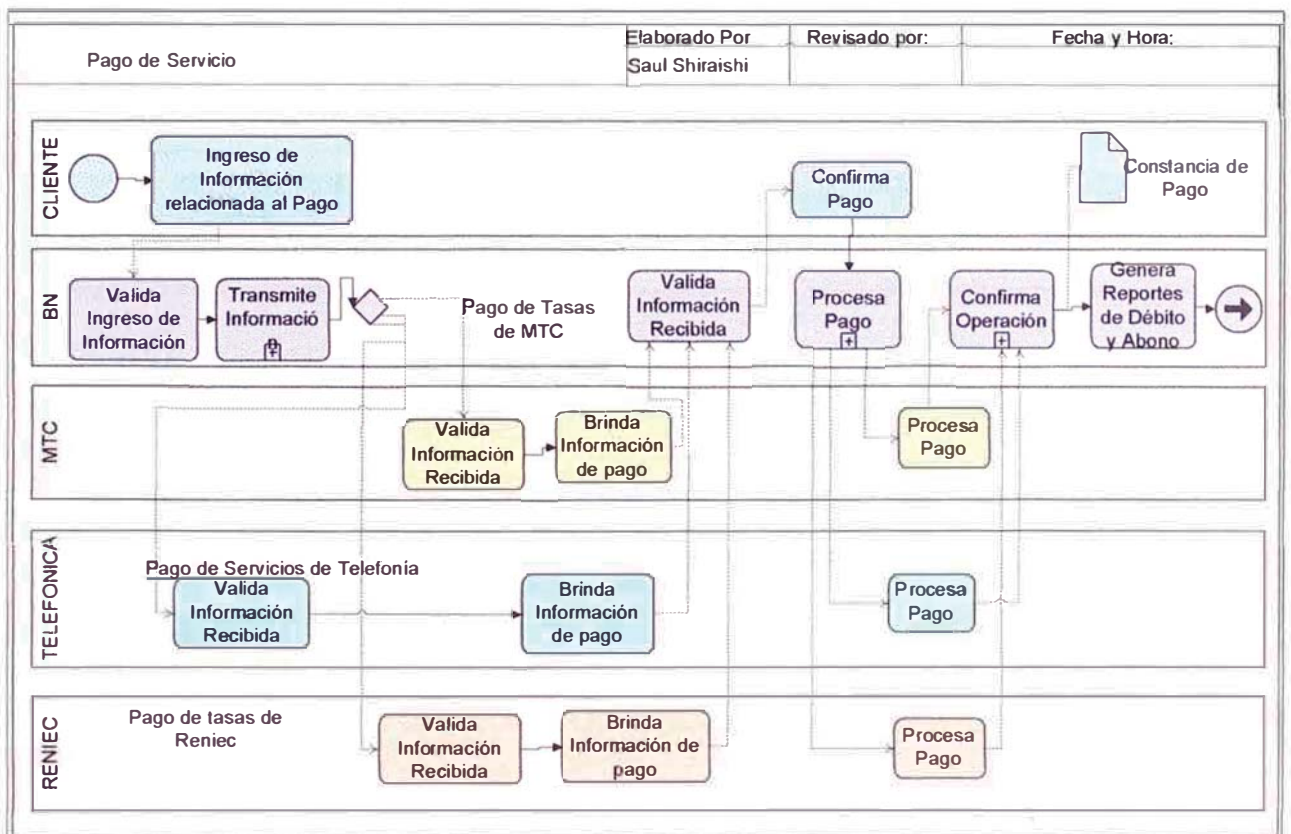 Pago de Servicio
Elaborado Por
Saul Shiraishi
Revisado por:
Fecha y Hora:
CLIENTE
Ingreso de
Información
relacionada al Pago
Confirma
Pago
Constancia de
Pago
BN
Valida
Ingreso de
Información
Transmite
Informació
n
Pago de Tasas
de MTC
Valida
Información
Recibida
Procesa
Pago
Confirma
Operación
Genera
Reportes
de Débito
y Abono
MTC
Valida
Información
Recibida
Brinda
Información
de pago
Procesa
Pago
TELEFONICA
Pago de Servicios de Telefonía
Valida
Información
Recibida
Brinda
Información
de pago
Procesa
Pago
RENIEC
Pago de tasas de
Reniec
Valida
Información
Recibida
Brinda
Información de
pago
Procesa
Pago